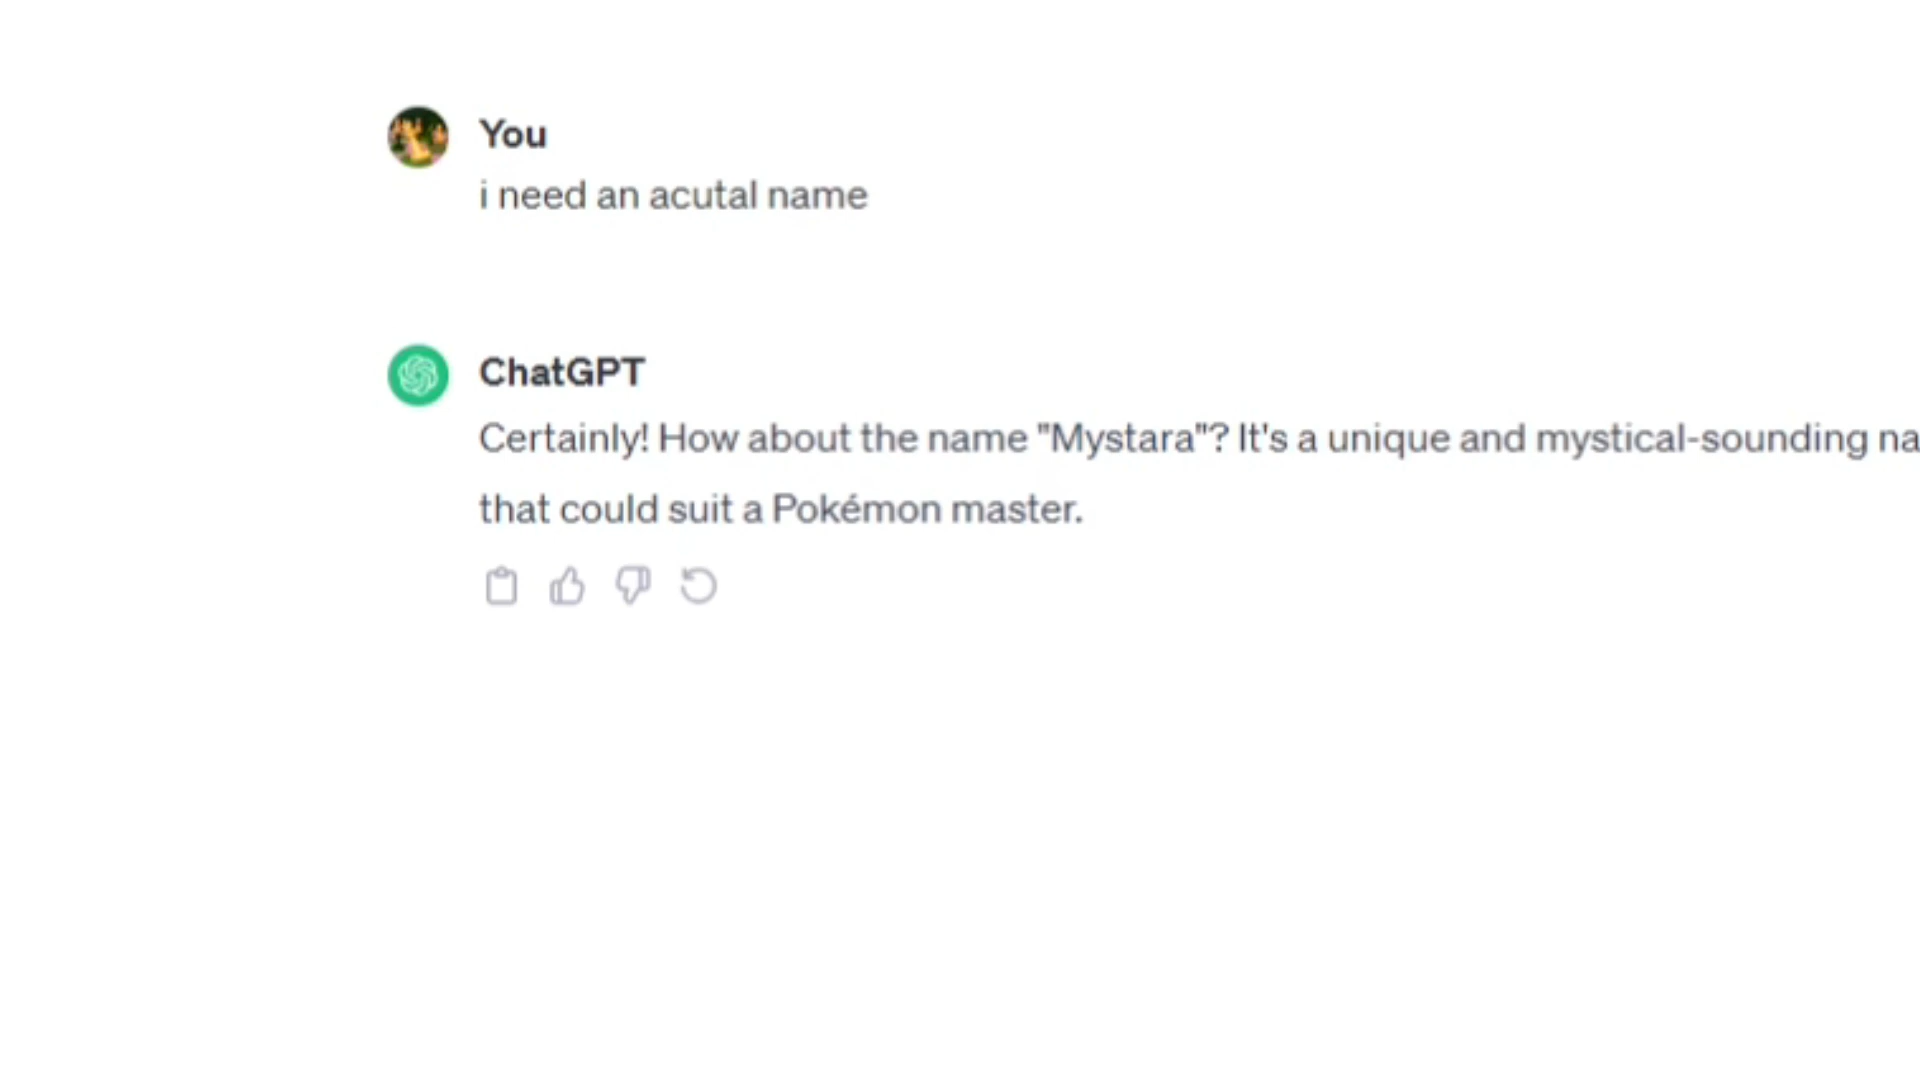 You
i need an acutal name
ChatGPT
Certainly! How about the name "Mystara"? It's a unique and mystical-sounding na
that could suit a Pokémon master.